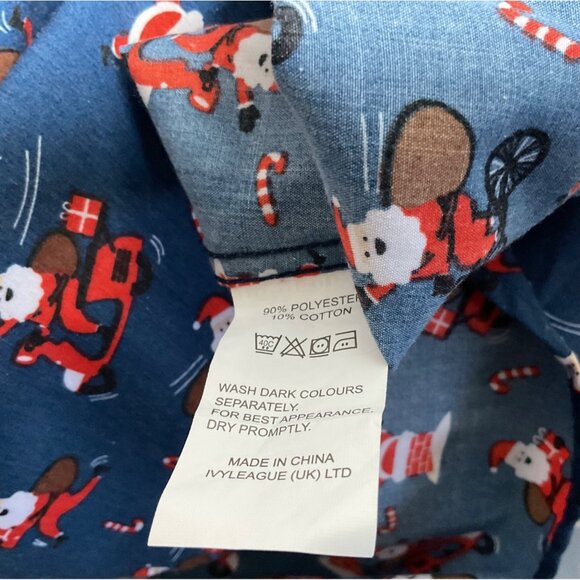 90% POLYESTER
10% COTTON
40C
WASH DARK COLOURS
SEPARATELY.
FOR BEST APPEARANCE,
DRY PROMPTLY.
MADE IN CHINA
IVYLEAGUE (UK) LTD